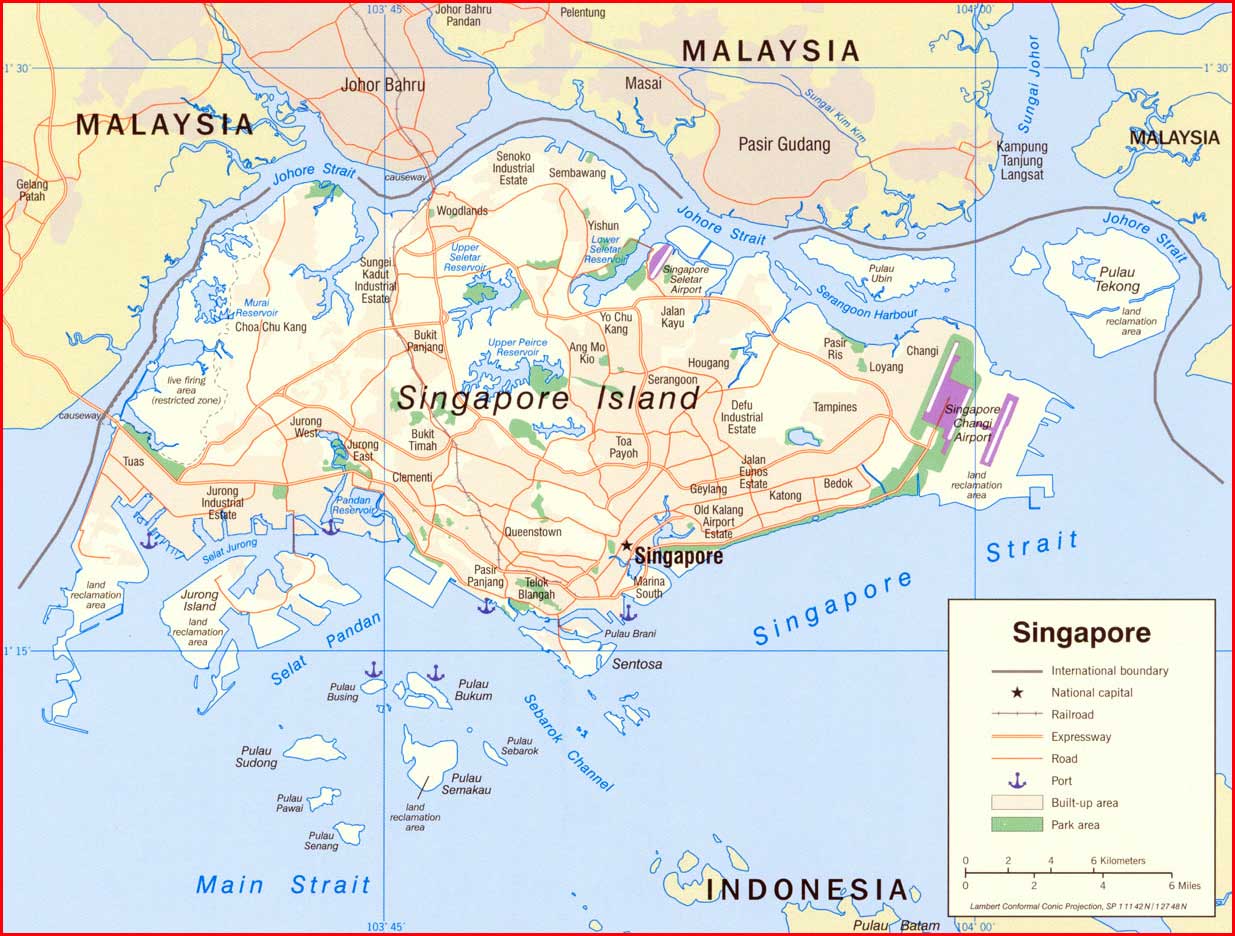 103°45'
Johor Bahru
Pandan
Pelentung
104°00'
MALAYSIA
1°30'
1°30'
Johor Bahru
Masai
Sungai Kim Kim
Sungai Johor
MALAYSIA
Pasir Gudang
MALAYSIA
Kampung
Tanjung
Langsat
Gelang
Patah
Johore Strait
causeway
Senoko
Industrial
Estate
Sembawang
Woodlands
Yishun
Johore Strait
Johore Strait
Upper
Seletar
Reservoir
Lower
Seletar
Reservoir
Sungei
Kadut
Industrial
Estate
Singapore
Seletar
Airport
Pulau
Ubin
Pulau
Tekong
land
reclamation
area
Serangoon Harbour
Murai
Reservoir
Choa Chu Kang
Yo Chu
Kang
Jalan
Kayu
Bukit
Panjang
Upper Peirce
Reservoir
Ang Mo
Kio
Hougang
Pasir
Ris
Loyang
Changi
live firing
area
(restricted zone)
Serangoon
Singapore Island
causeway
Defu
Industrial
Estate
Tampines
Singapore
Changi
Airport
Jurong
West
Jurong
East
Bukit
Timah
Toa
Payoh
Tuas
Clementi
Jalan
Eunos
Estate
land
reclamation
area
Jurong
Industrial
Estate
Pandan
Reservoir
Geylang
Katong
Bedok
Old Kalang
Airport
Estate
Queenstown
Selat Jurong
Singapore
Singapore Strait
land
reclamation
area
Jurong
Island
land
reclamation
area
Pasir
Panjang
Telok
Blangah
Marina
South
Selat Pandan
Pulau Brani
1°15'
Sentosa
Pulau
Busing
Pulau
Bukum
Sebarok Channel
Pulau
Sebarok
Pulau
Sudong
Pulau
Semakau
Pulau
Pawai
land
reclamation
area
Pulau
Senang
Main Strait
INDONESIA
Pulau Batam
103°45'
104°00'
Singapore
International boundary
National capital
Railroad
Expressway
Road
Port
Built-up area
Park area
0 2 4 6 Kilometers
0 2 4 6 Miles
Lambert Conformal Conic Projection, SP 1 11 42 N / 1 27 48 N